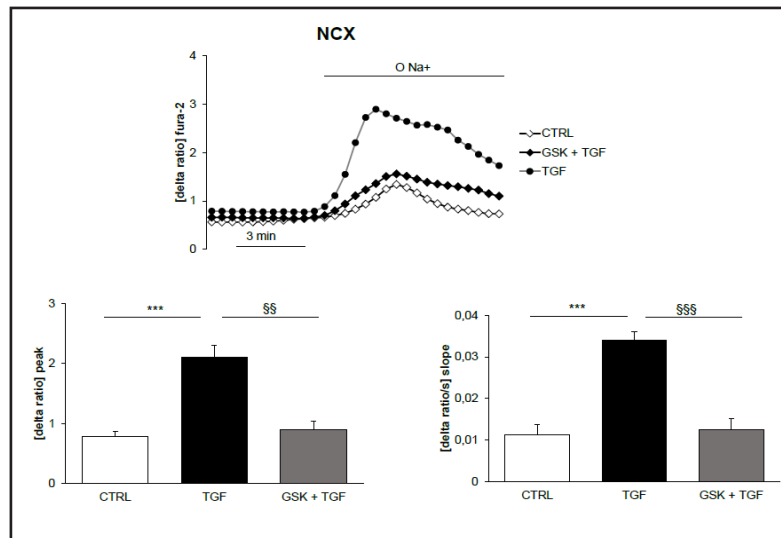 NCX
4
3
2
1
0
[delta ratio] fura-2
O Na+
3 min
CTRL
GSK + TGF
TGF
3
2
1
0
[delta ratio] peak
***
§§
CTRL
TGF
GSK + TGF
0,04
0,03
0,02
0,01
0,00
[delta ratio/s] slope
***
§§§
CTRL
TGF
GSK + TGF